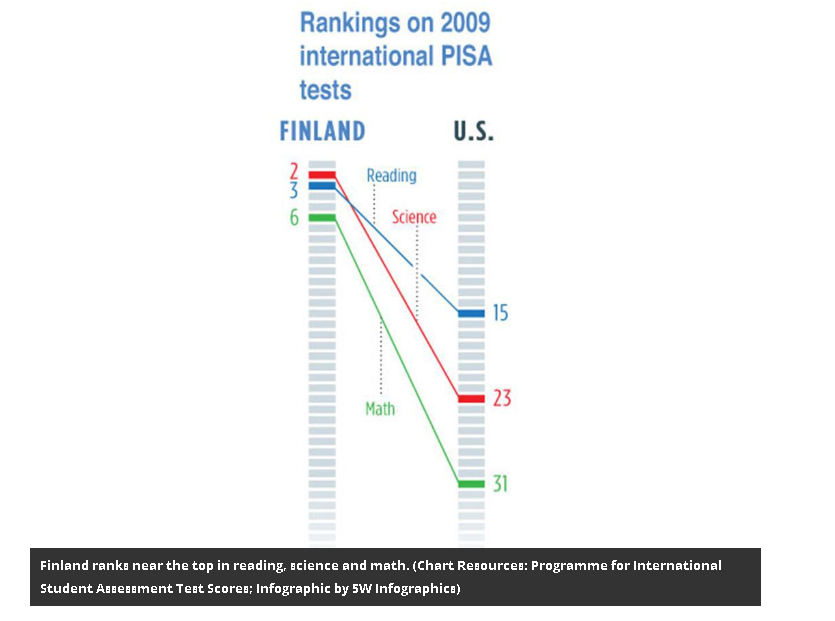 Rankings on 2009
international PISA
tests
FINLAND U.S.
2
3
6
Reading
Science
Math
15
23
31
Finland ranks near the top in reading, science and math. (Chart Resources: Programme for International
Student Assessment Test Scores; Infographic by 5W Infographics)